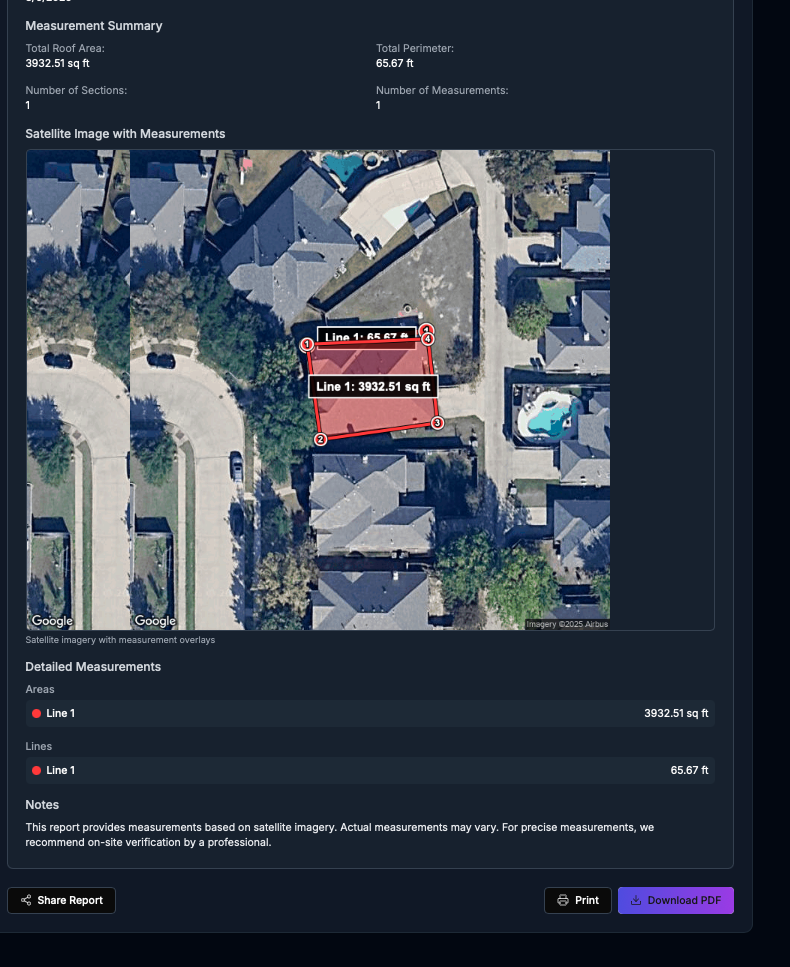 Measurement Summary
Total Roof Area:
Total Perimeter:
3932.51 sq ft
65.67 ft
Number of Sections:
Number of Measurements:
1
1
Satellite Image with Measurements
Line 1: 65.67 ft
1
4
Line 1: 3932.51 sq ft
3
2
Google
Google
Imagery ©2025 Airbus
Satellite imagery with measurement overlays
Detailed Measurements
Areas
Line 1
3932.51 sq ft
Lines
Line 1
65.67 ft
Notes
This report provides measurements based on satellite imagery. Actual measurements may vary. For precise measurements, we
recommend on-site verification by a professional.
Share Report
Print
Download PDF